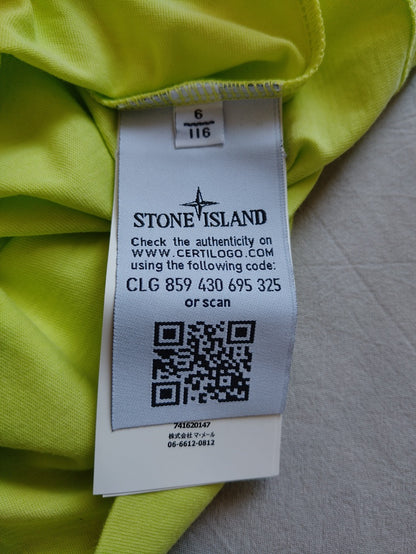 6
116
STONE ISLAND
Check the authenticity on
WWW.CERTILOGO.COM
using the following code:
CLG 859 430 695 325
or scan
741620147
株式会社 マ・メール
06-6612-0812